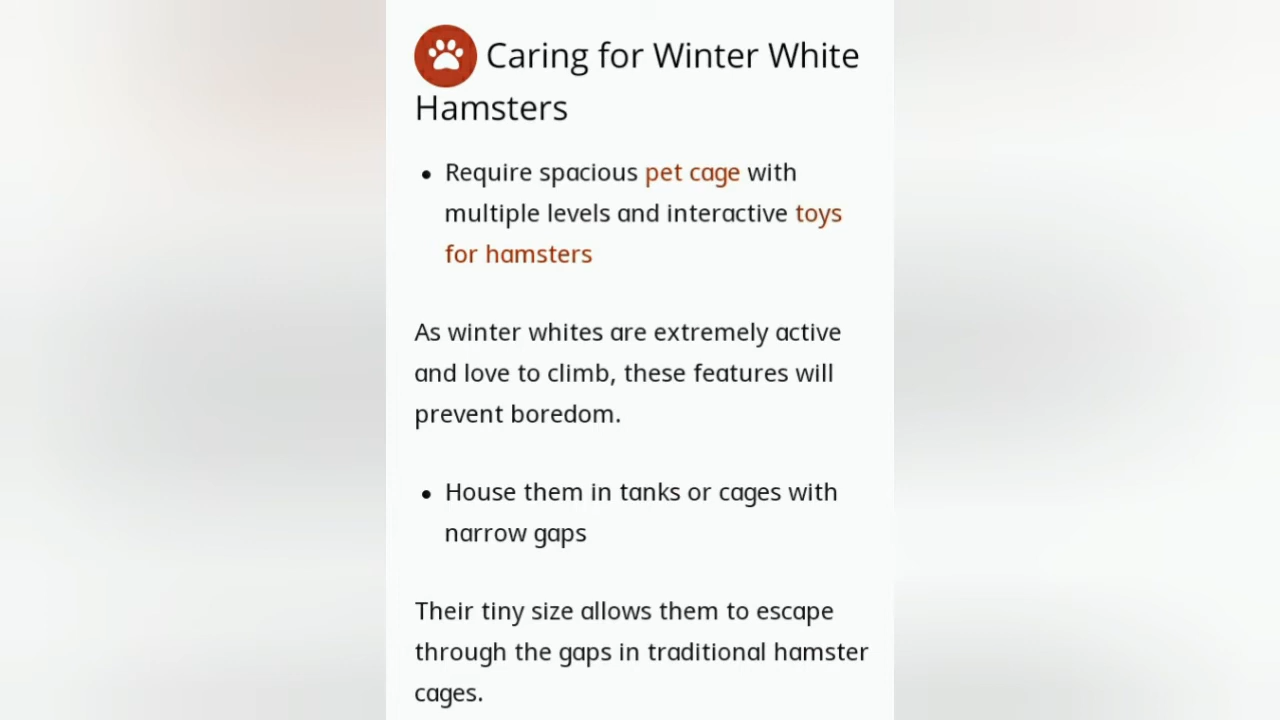 Caring for Winter White
Hamsters
• Require spacious pet cage with
multiple levels and interactive toys
for hamsters
As winter whites are extremely active
and love to climb, these features will
prevent boredom.
• House them in tanks or cages with
narrow gaps
Their tiny size allows them to escape
through the gaps in traditional hamster
cages.